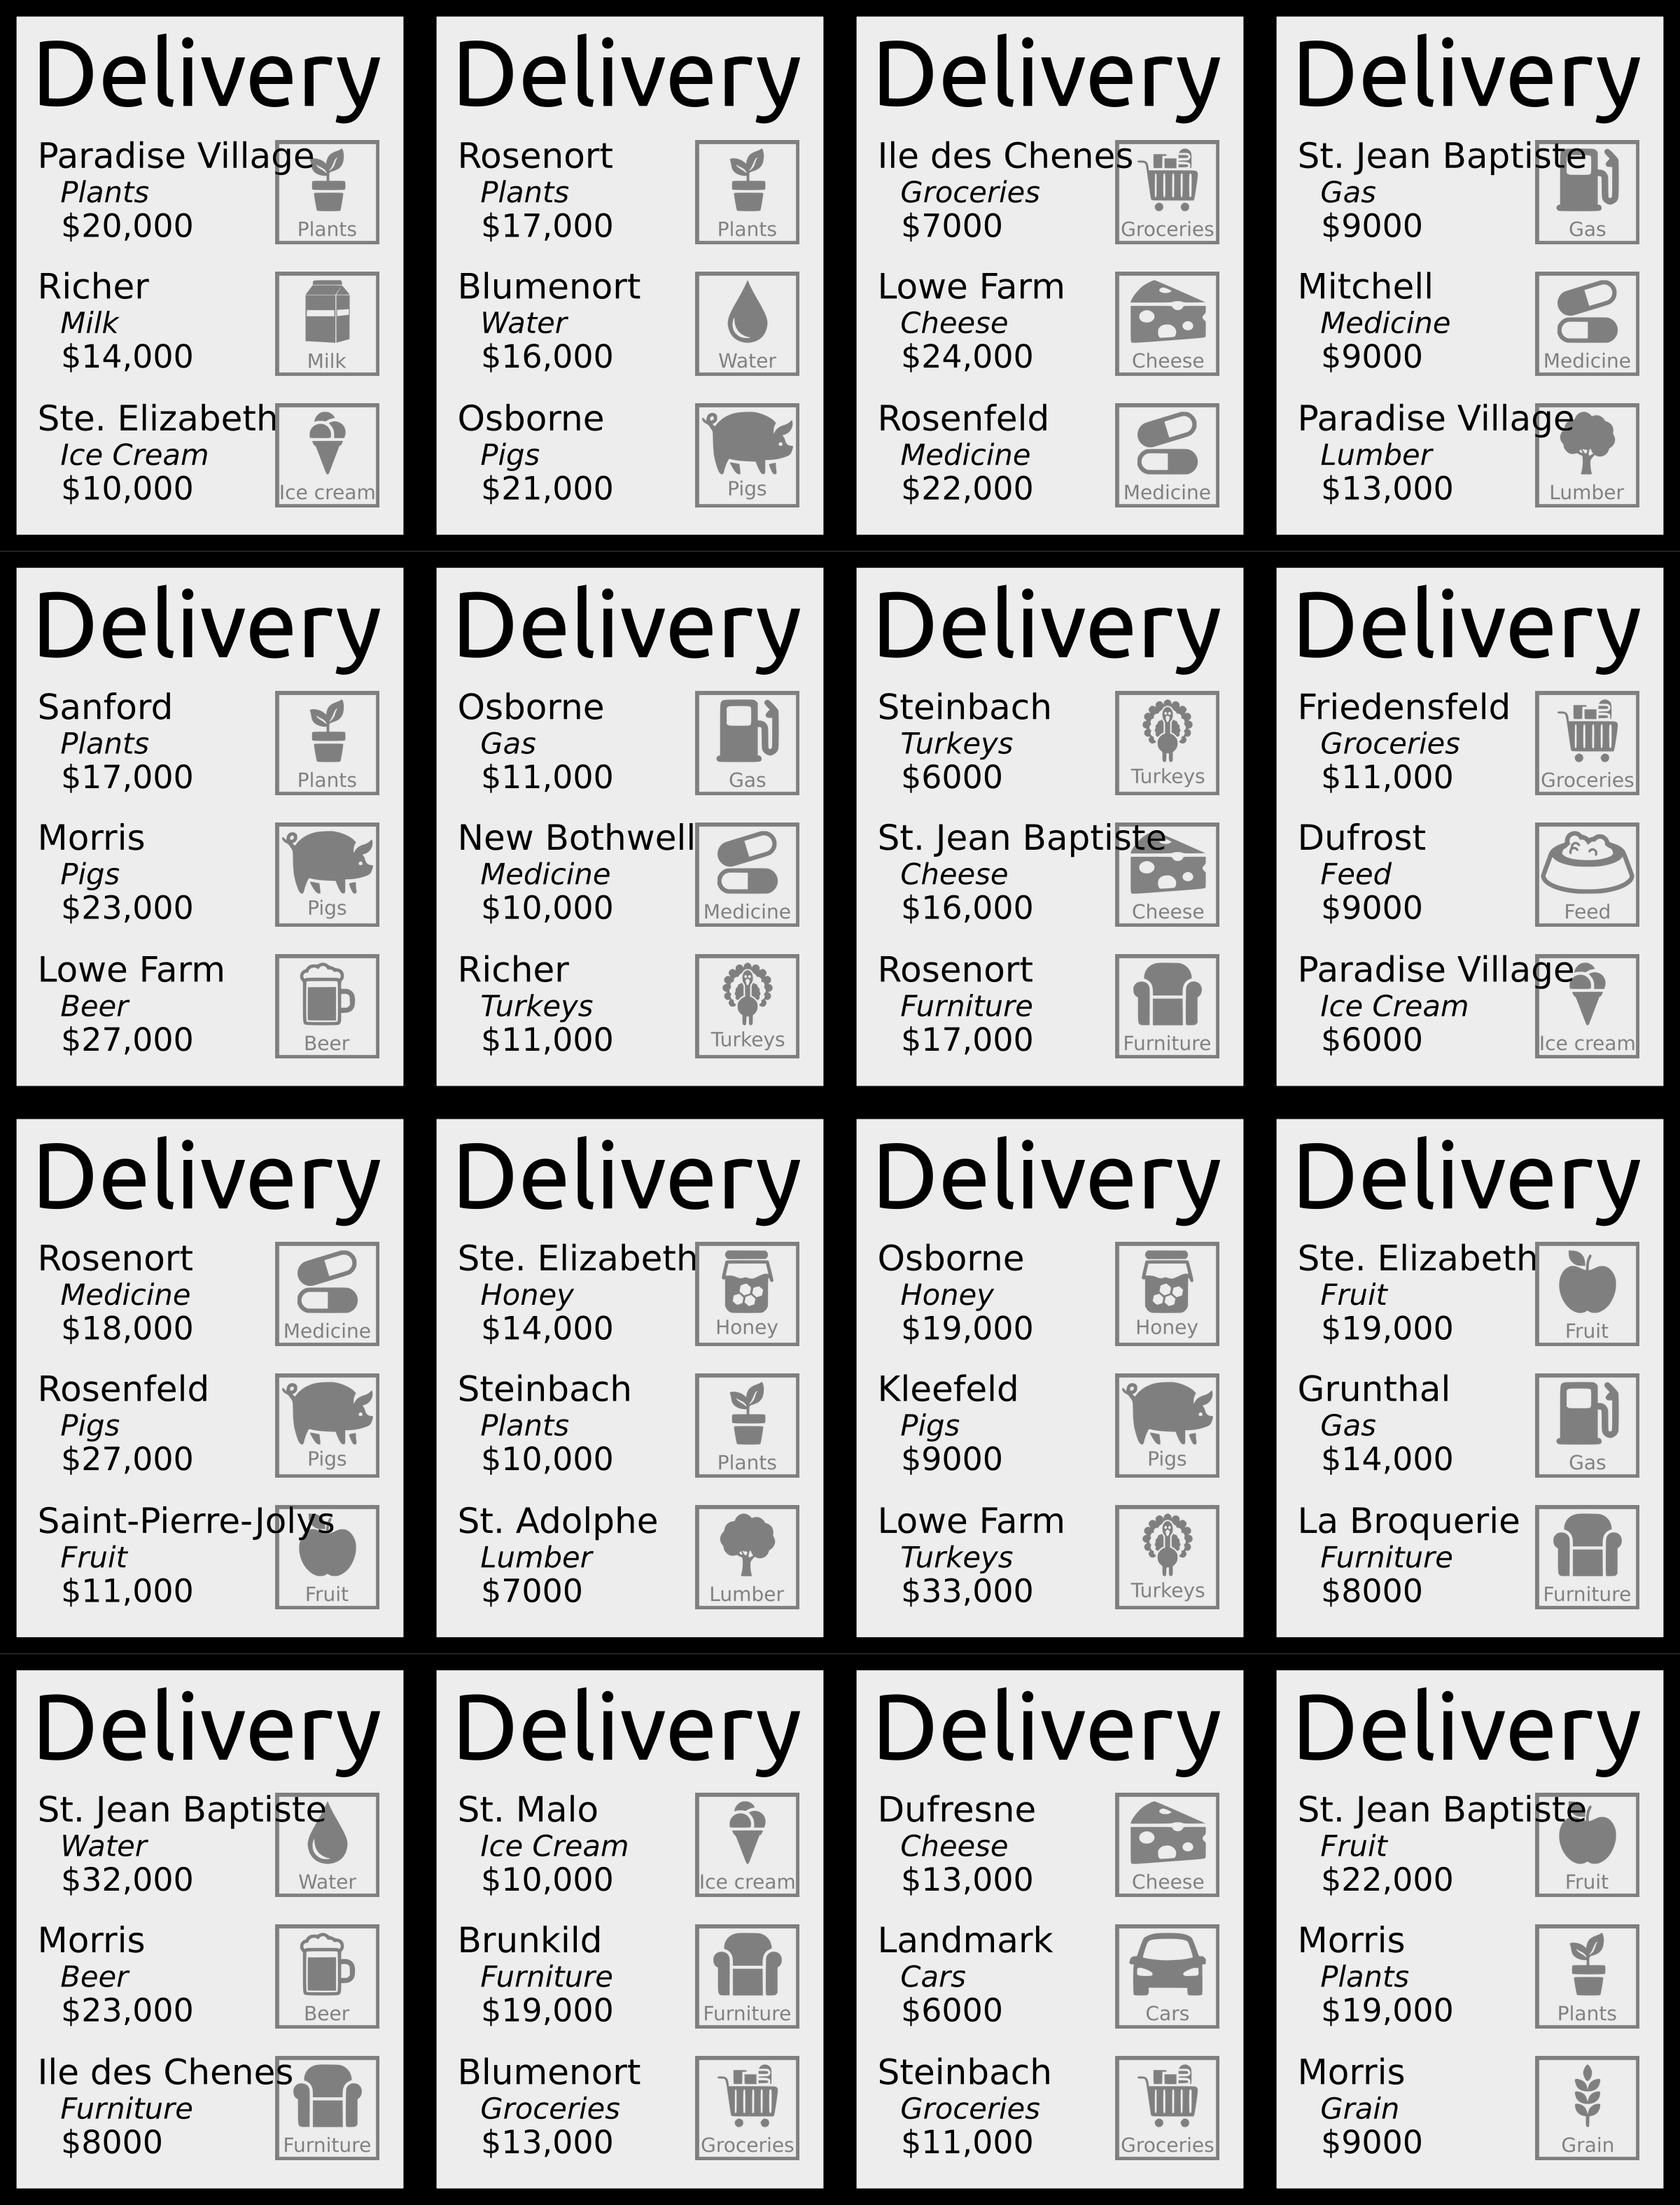 Delivery
Paradise Village
Plants
$20,000
Plants
Richer
Milk
$14,000
Milk
Ste. Elizabeth
Ice Cream
$10,000
Ice cream
Delivery
Rosenort
Plants
$17,000
Plants
Blumenort
Water
$16,000
Water
Osborne
Pigs
$21,000
Pigs
Delivery
Ile des Chenes
Groceries
$7000
Groceries
Lowe Farm
Cheese
$24,000
Cheese
Rosenfeld
Medicine
$22,000
Medicine
Delivery
St. Jean Baptiste
Gas
$9000
Gas
Mitchell
Medicine
$9000
Medicine
Paradise Village
Lumber
$13,000
Lumber
Delivery
Sanford
Plants
$17,000
Plants
Morris
Pigs
$23,000
Pigs
Lowe Farm
Beer
$27,000
Beer
Delivery
Osborne
Gas
$11,000
Gas
New Bothwell
Medicine
$10,000
Medicine
Richer
Turkeys
$11,000
Turkeys
Delivery
Steinbach
Turkeys
$6000
Turkeys
St. Jean Baptiste
Cheese
$16,000
Cheese
Rosenort
Furniture
$17,000
Furniture
Delivery
Friedensfeld
Groceries
$11,000
Groceries
Dufrost
Feed
$9000
Feed
Paradise Village
Ice Cream
$6000
Ice cream
Delivery
Rosenort
Medicine
$18,000
Medicine
Rosenfeld
Pigs
$27,000
Pigs
Saint-Pierre-Jolys
Fruit
$11,000
Fruit
Delivery
Ste. Elizabeth
Honey
$14,000
Honey
Steinbach
Plants
$10,000
Plants
St. Adolphe
Lumber
$7000
Lumber
Delivery
Osborne
Honey
$19,000
Honey
Kleefeld
Pigs
$9000
Pigs
Lowe Farm
Turkeys
$33,000
Turkeys
Delivery
Ste. Elizabeth
Fruit
$19,000
Fruit
Grunthal
Gas
$14,000
Gas
La Broquerie
Furniture
$8000
Furniture
Delivery
St. Jean Baptiste
Water
$32,000
Water
Morris
Beer
$23,000
Beer
Ile des Chenes
Furniture
$8000
Furniture
Delivery
St. Malo
Ice Cream
$10,000
Ice cream
Brunkild
Furniture
$19,000
Furniture
Blumenort
Groceries
$13,000
Groceries
Delivery
Dufresne
Cheese
$13,000
Cheese
Landmark
Cars
$6000
Cars
Steinbach
Groceries
$11,000
Groceries
Delivery
St. Jean Baptiste
Fruit
$22,000
Fruit
Morris
Plants
$19,000
Plants
Morris
Grain
$9000
Grain